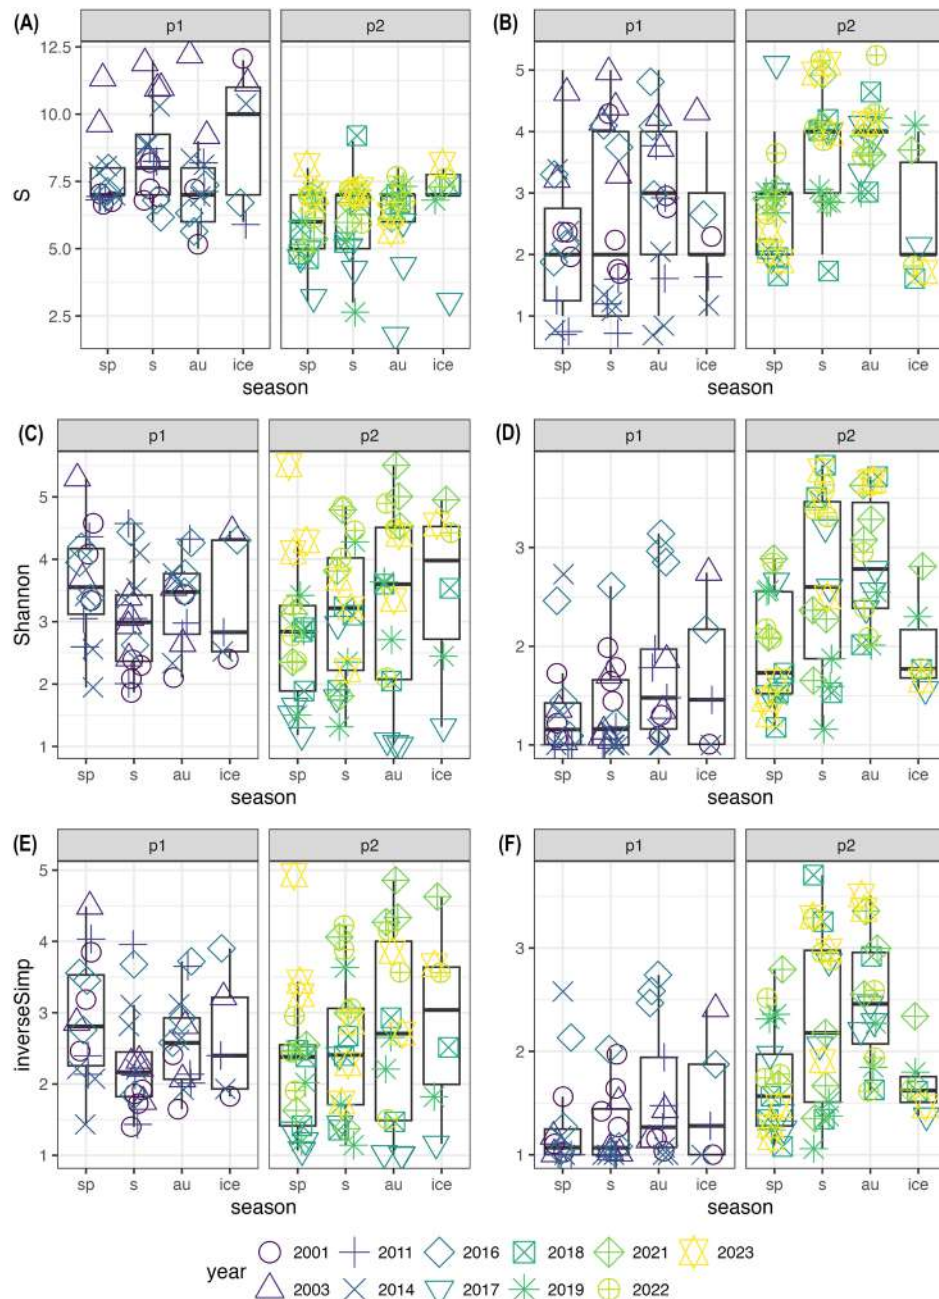 (A) p1 p2 (B) p1 p2
12.5 5
10.0 4
S 7.5 3
5.0 2
2.5 1
sp s au ice sp s au ice sp s au ice sp s au ice
season season
(C) p1 p2 (D) p1 p2
5
4 3
Shannon 3
2 2
1 1
sp s au ice sp s au ice sp s au ice sp s au ice
season season
(E) p1 p2 (F) p1 p2
5
4 3
inverseSimp 3
2 2
1 1
sp s au ice sp s au ice sp s au ice sp s au ice
season season
year 2001 2011 2016 2018 2021 2023
2003 2014 2017 2019 2022